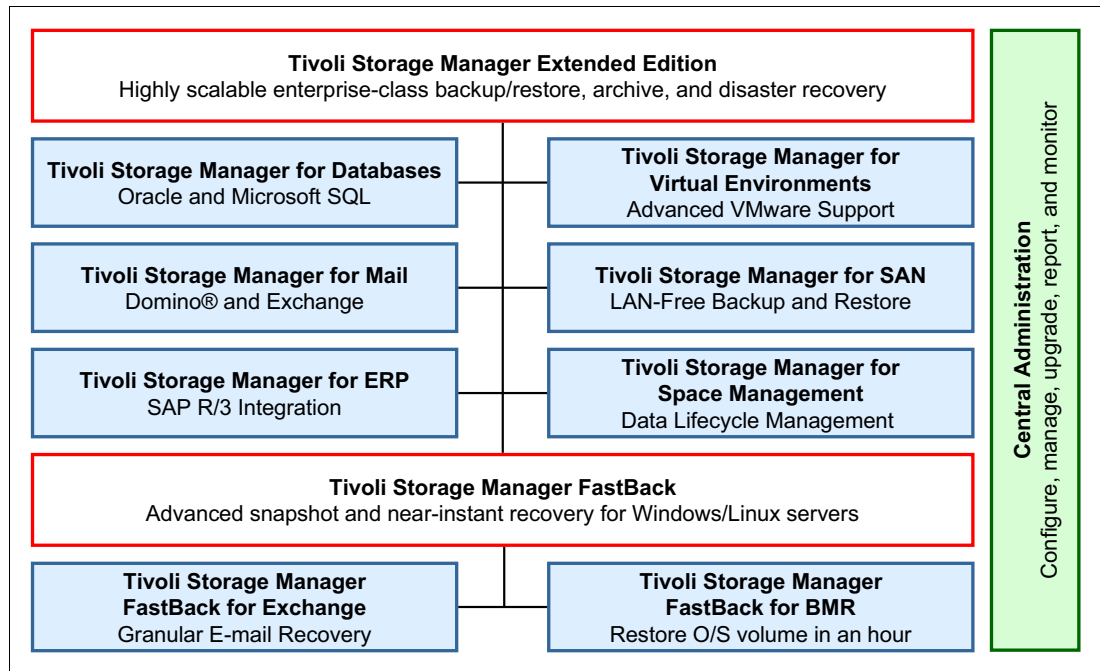 Tivoli Storage Manager Extended Edition
Highly scalable enterprise-class backup/restore, archive, and disaster recovery
Tivoli Storage Manager for Databases
Oracle and Microsoft SQL
Tivoli Storage Manager for
Virtual Environments
Advanced VMware Support
Tivoli Storage Manager for Mail
Domino® and Exchange
Tivoli Storage Manager for SAN
LAN-Free Backup and Restore
Tivoli Storage Manager for ERP
SAP R/3 Integration
Tivoli Storage Manager for
Space Management
Data Lifecycle Management
Tivoli Storage Manager FastBack
Advanced snapshot and near-instant recovery for Windows/Linux servers
Tivoli Storage Manager
FastBack for Exchange
Granular E-mail Recovery
Tivoli Storage Manager
FastBack for BMR
Restore O/S volume in an hour
Central Administration
Configure, manage, upgrade, report, and monitor